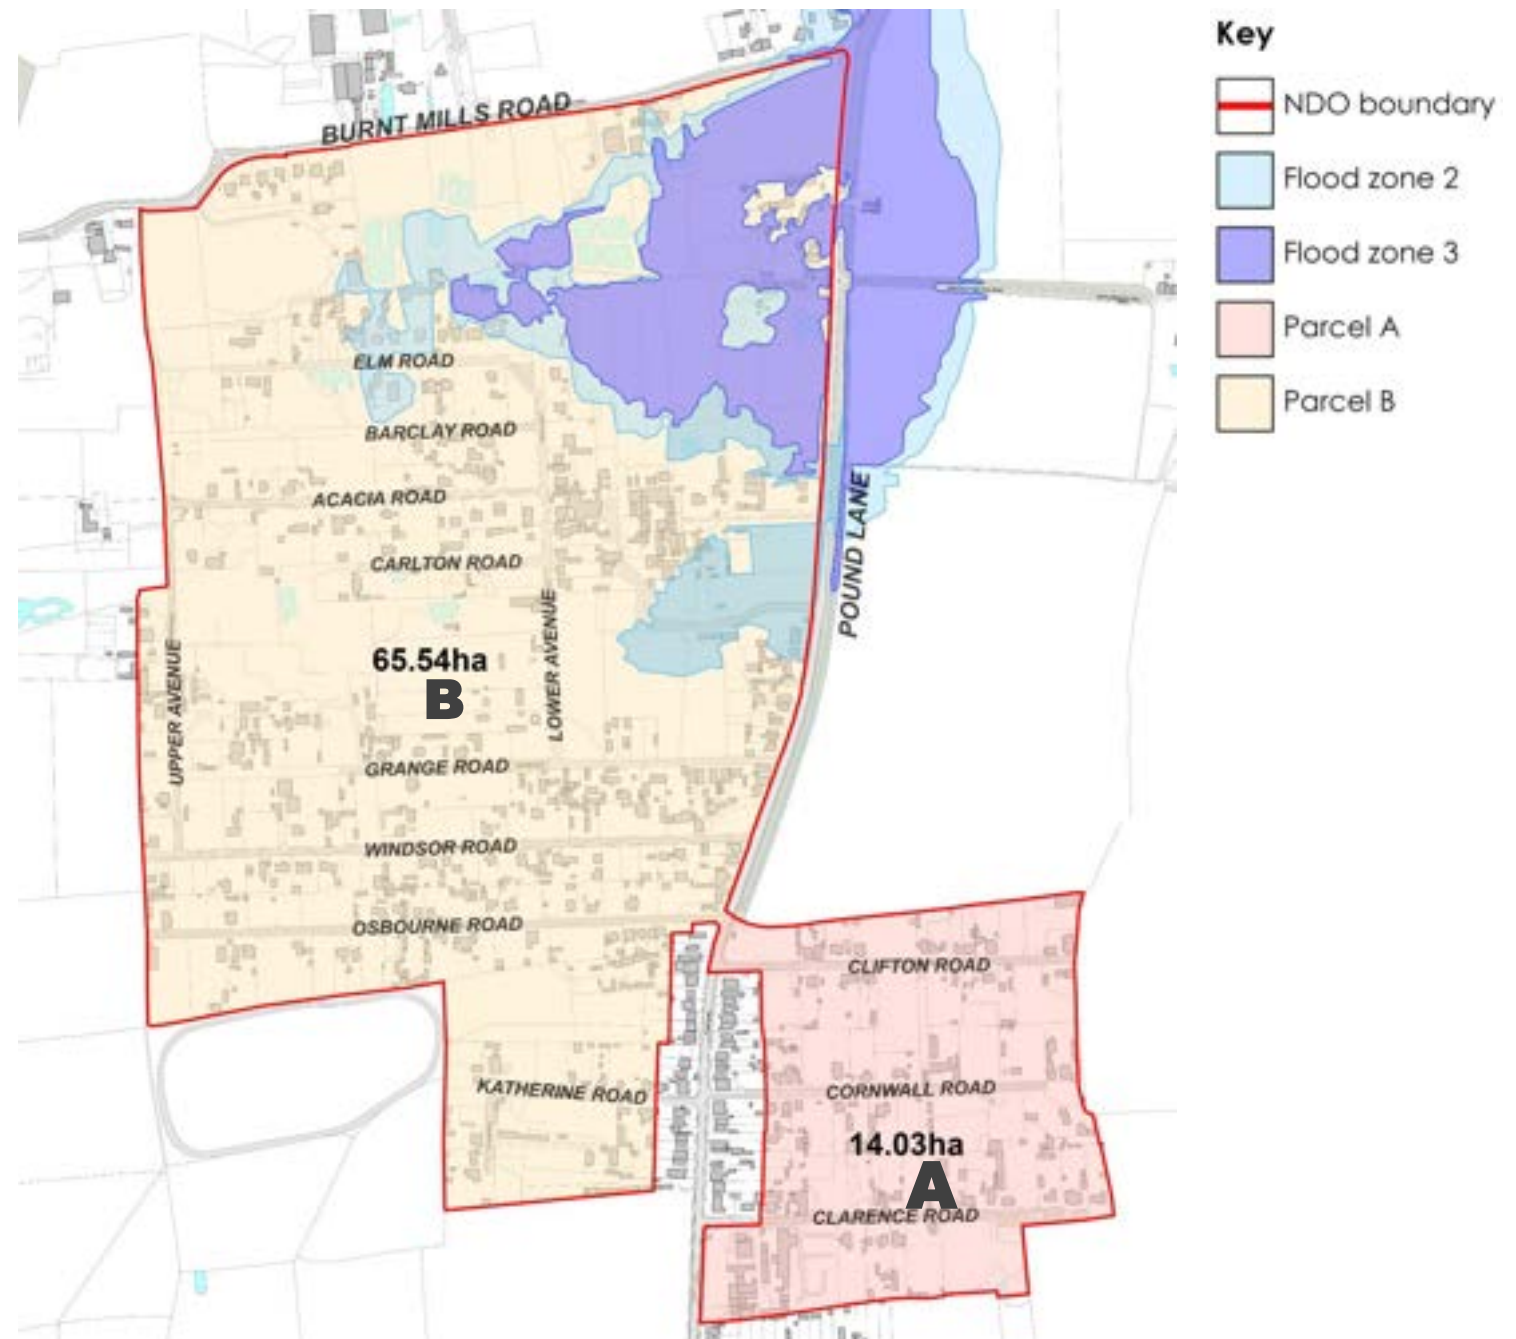 Key
NDO boundary
Flood zone 2
Flood zone 3
Parcel A
Parcel B
BURNT MILLS ROAD
ELM ROAD
BARCLAY ROAD
ACACIA ROAD
CARLTON ROAD
POUND LANE
65.54ha
B
UPPER AVENUE
LOWER AVENUE
GRANGE ROAD
WINDSOR ROAD
OSBOURNE ROAD
CLIFTON ROAD
KATHERINE ROAD
CORNWALL ROAD
14.03ha
A
CLARENCE ROAD